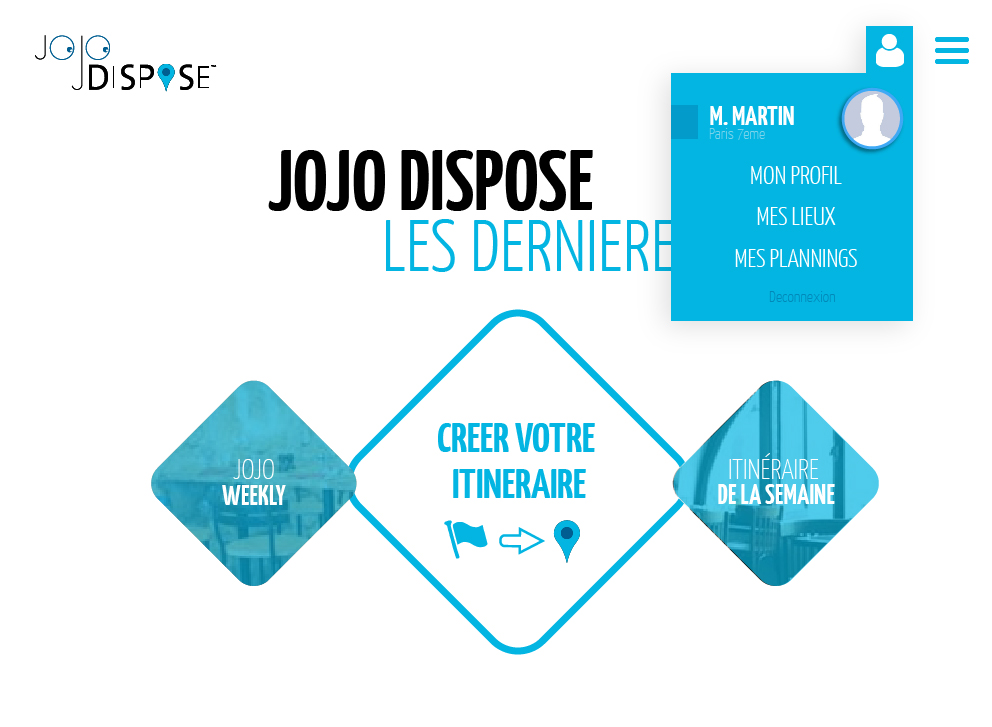 JOJO
JDISPOSE
M. MARTIN
Paris 7eme
MON PROFIL
MES LIEUX
MES PLANNINGS
Deconnexion
JOJO DISPOSE
LES DERNIERE
CREER VOTRE
ITINERAIRE
JOJO
WEEKLY
ITINÉRAIRE
DE LA SEMAINE